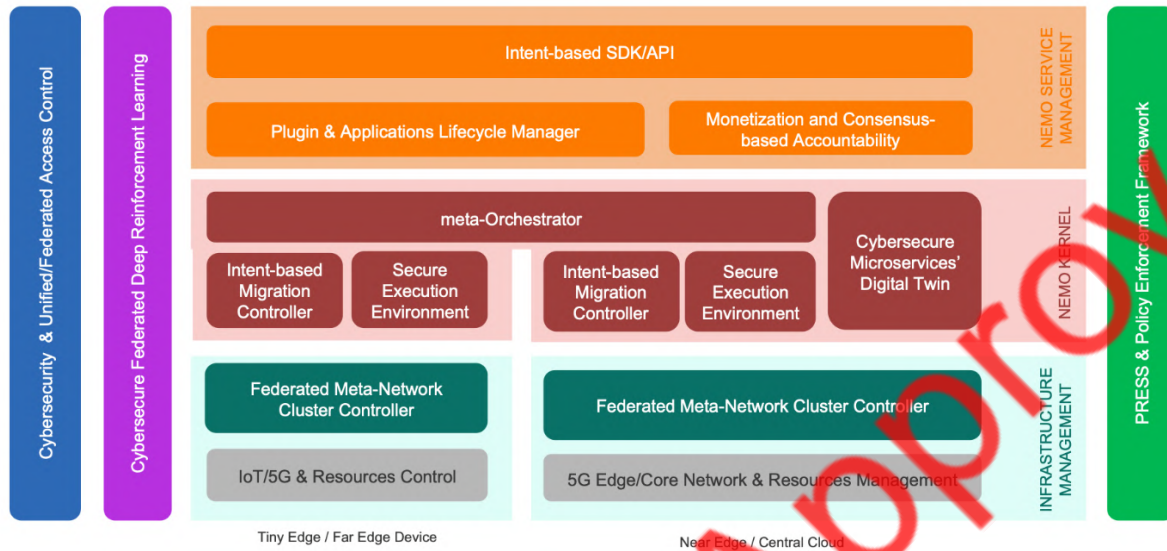 Cybersecurity & Unified/Federated Access Control
Cybersecure Federated Deep Reinforcement Learning
Intent-based SDK/API
Plugin & Applications Lifecycle Manager
Monetization and Consensus-
based Accountability
NEMO SERVICE
MANAGEMENT
meta-Orchestrator
Intent-based
Migration
Controller
Secure
Execution
Environment
Intent-based
Migration
Controller
Secure
Execution
Environment
Cybersecure
Microservices'
Digital Twin
NEMO KERNEL
Federated Meta-Network
Cluster Controller
Federated Meta-Network Cluster Controller
IoT/5G & Resources Control
5G Edge/Core Network & Resources Management
INFRASTRUCTURE
MANAGEMENT
PRESS & Policy Enforcement Framework
Tiny Edge / Far Edge Device
Near Edge / Central Cloud